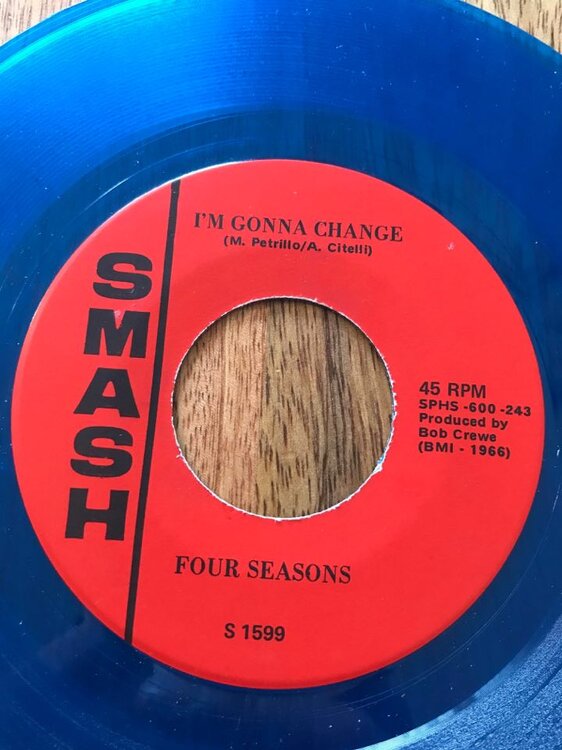 SMASH
I'M GONNA CHANGE
(M. Petrillo/A. Citelli)
45 RPM
SPHS -600 -243
Produced by
Bob Crewe
(BMI - 1966)
FOUR SEASONS
S 1599